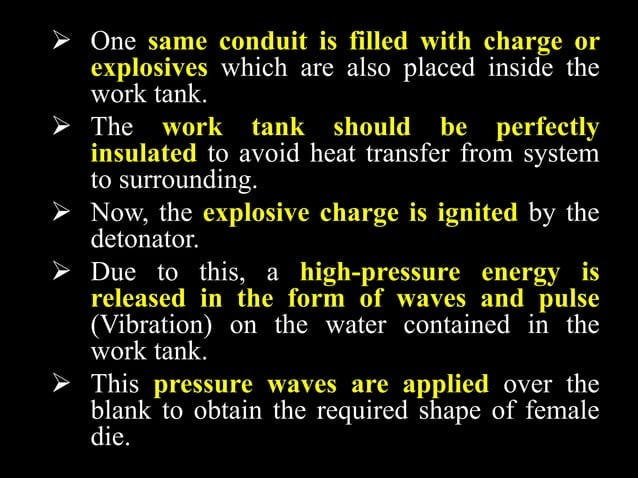 ➢ One same conduit is filled with charge or
explosives which are also placed inside the
work tank.
➢ The work tank should be perfectly
insulated to avoid heat transfer from system
to surrounding.
➢ Now, the explosive charge is ignited by the
detonator.
➢ Due to this, a high-pressure energy is
released in the form of waves and pulse
(Vibration) on the water contained in the
work tank.
➢ This pressure waves are applied over the
blank to obtain the required shape of female
die.